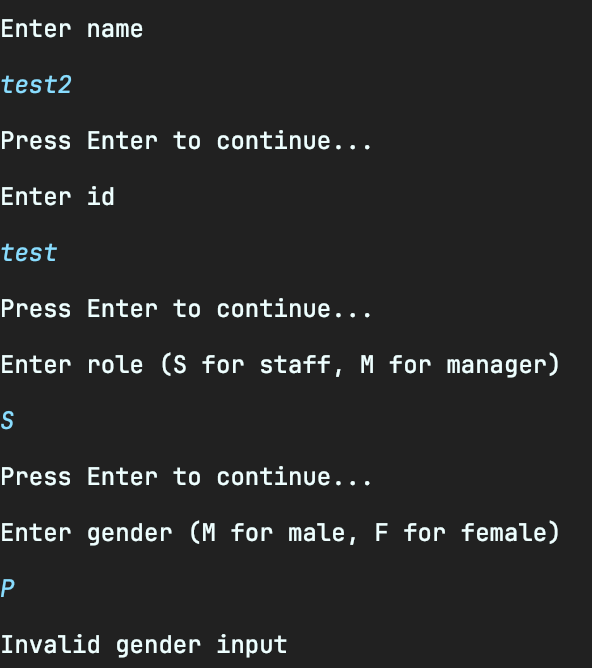 Enter name
test2
Press Enter to continue...
Enter id
test
Press Enter to continue...
Enter role (S for staff, M for manager)
S
Press Enter to continue...
Enter gender (M for male, F for female)
P
Invalid gender input